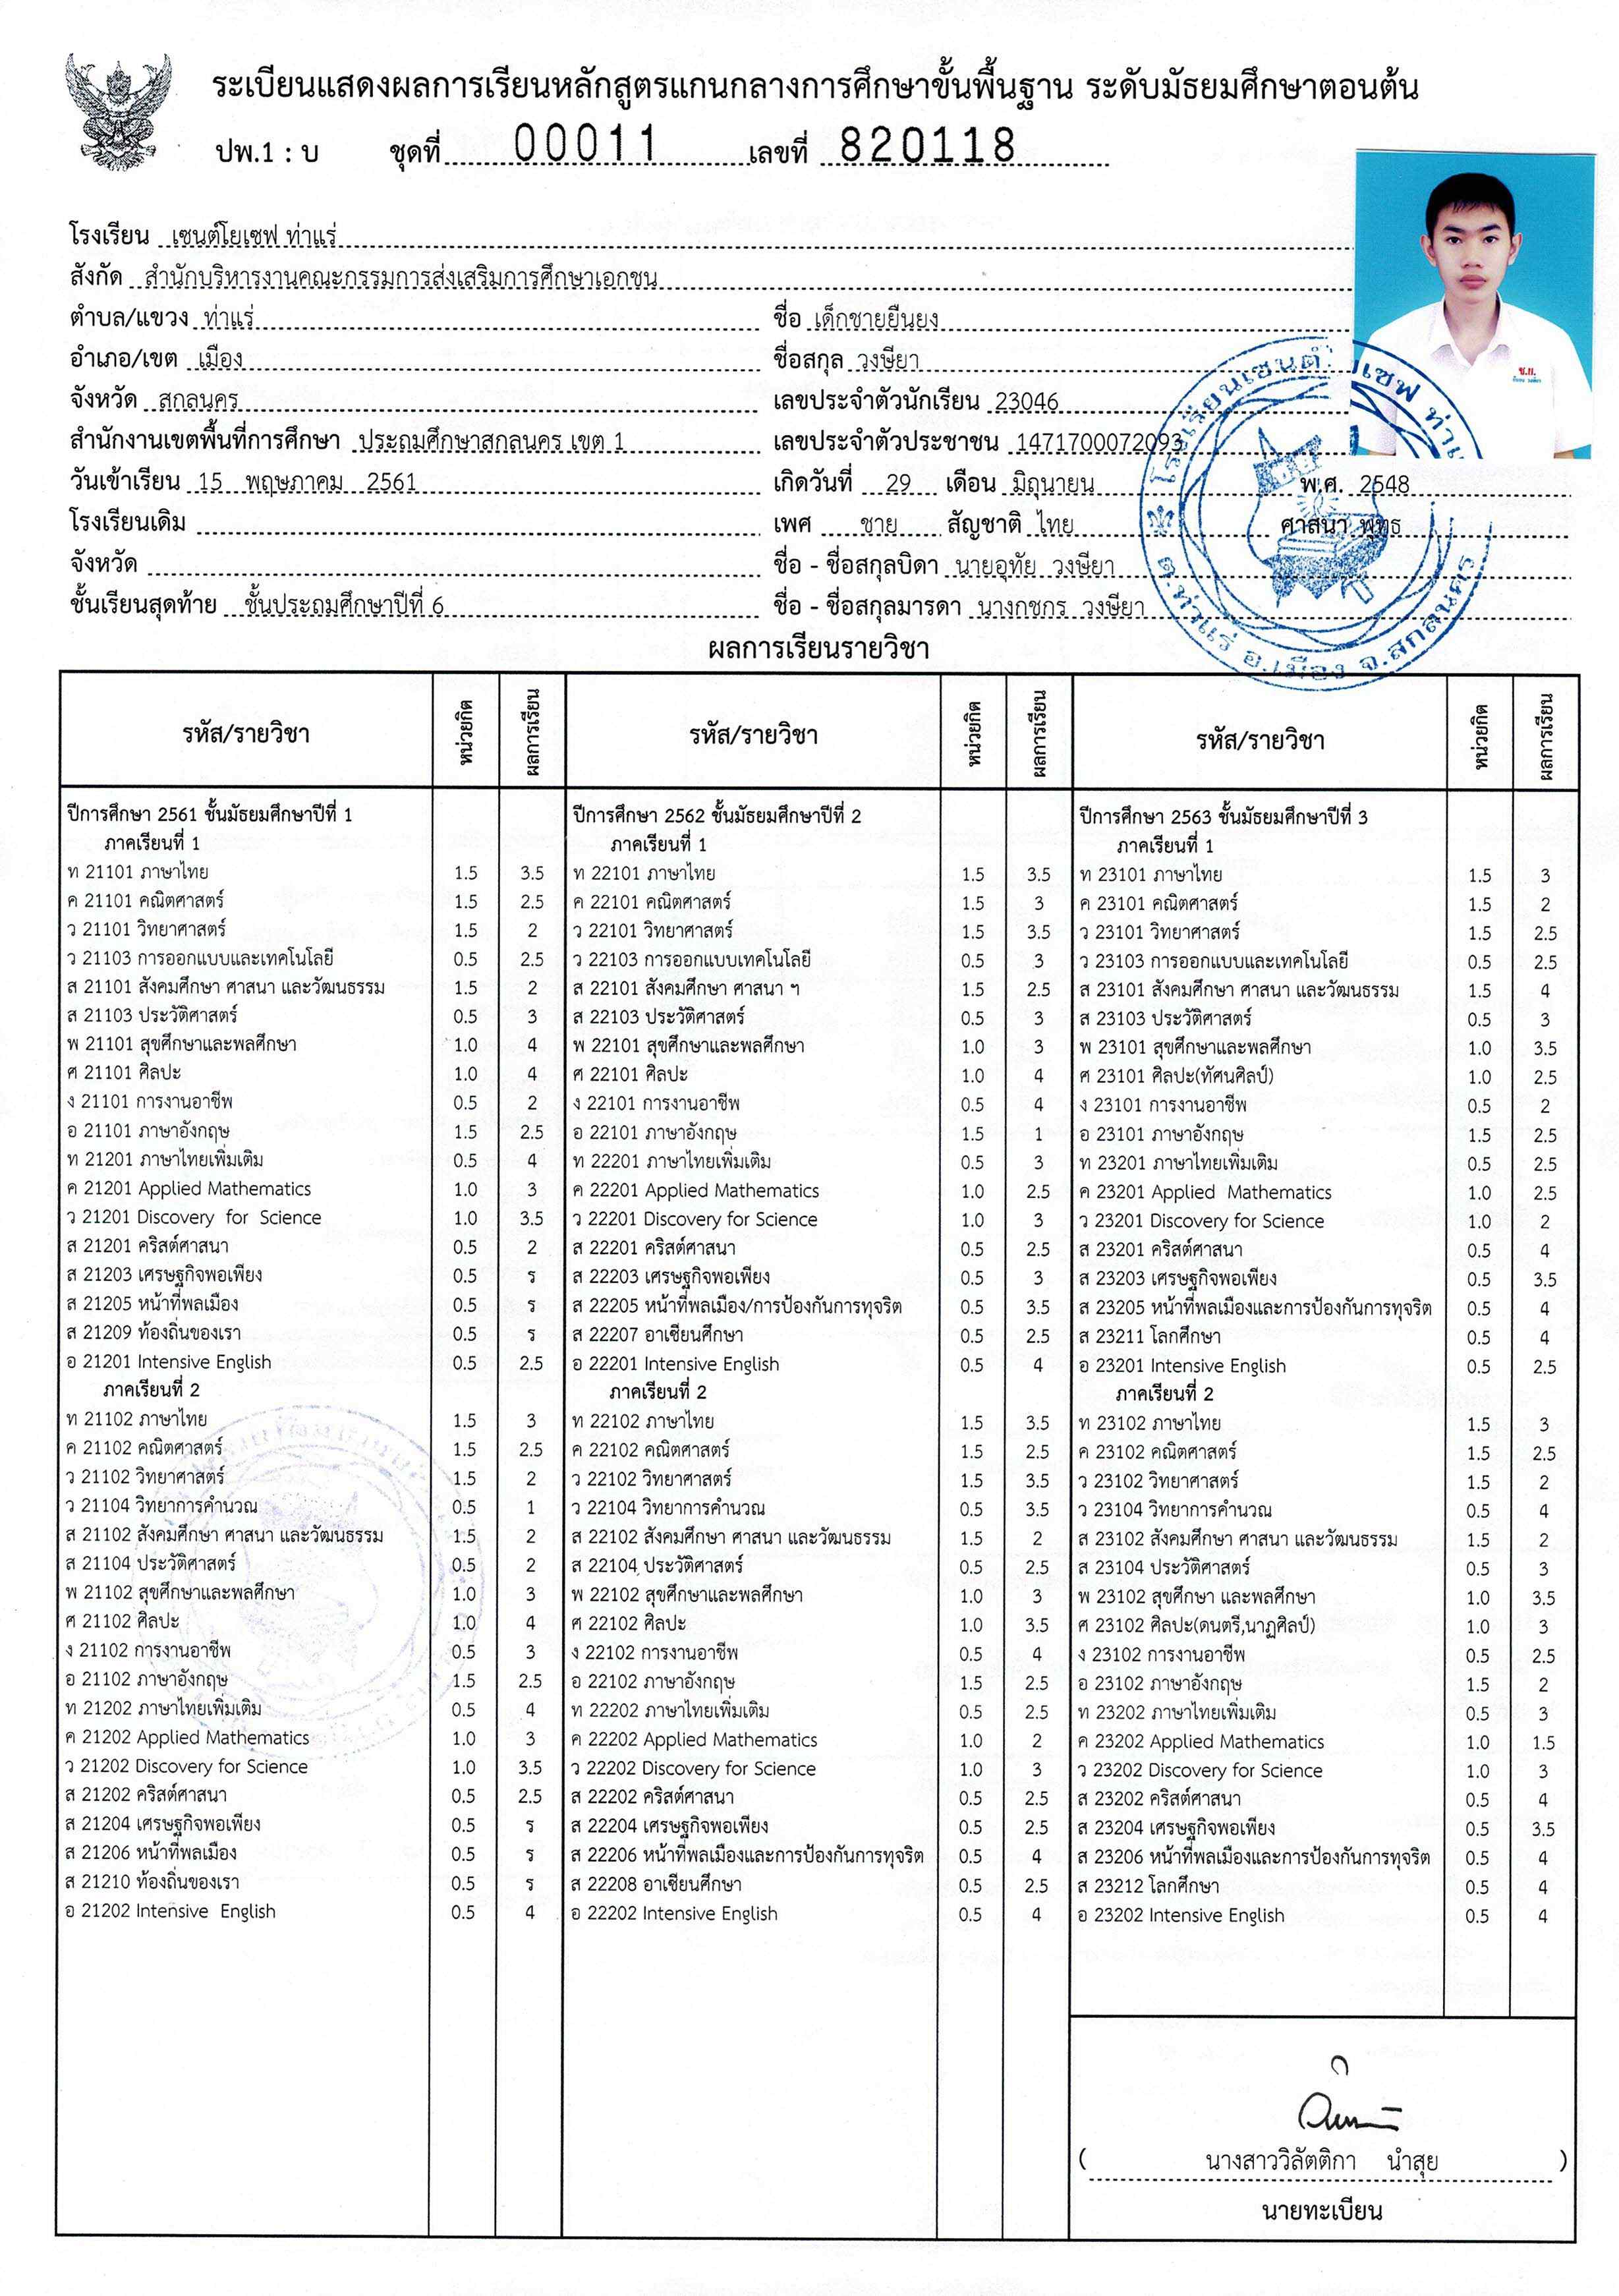 ระเบียนแสดงผลการเรียนหลักสูตรแกนกลางการศึกษาขั้นพื้นฐาน ระดับมัธยมศึกษาตอนต้น
ปพ.1 : บ ชุดที่ 00011 เลขที่ 820118
โรงเรียน เซนต์โยเซฟ ท่าแร่
สังกัด สำนักบริหารงานคณะกรรมการส่งเสริมการศึกษาเอกชน
ตำบล/แขวง ท่าแร่
อำเภอ/เขต เมือง
จังหวัด สกลนคร
สำนักงานเขตพื้นที่การศึกษา ประถมศึกษาสกลนคร เขต 1
วันเข้าเรียน 15 พฤษภาคม 2561
โรงเรียนเดิม
จังหวัด
ชั้นเรียนสุดท้าย ชั้นประถมศึกษาปีที่ 6
ชื่อ เด็กชายยืนยง
ชื่อสกุล วงษียา
เลขประจำตัวนักเรียน 23046
เลขประจำตัวประชาชน 1471700072093
เกิดวันที่ 29 เดือน มิถุนายน พ.ศ. 2548
เพศ ชาย สัญชาติ ไทย ศาสนา พุทธ
ชื่อ - ชื่อสกุลบิดา นายอุทัย วงษียา
ชื่อ - ชื่อสกุลมารดา นางกชกร วงษียา
ต.ท่าแร่ อ.เมือง จ.สกลนคร
ผลการเรียนรายวิชา
รหัส/รายวิชา หน่วยกิต ผลการเรียน
ปีการศึกษา 2561 ชั้นมัธยมศึกษาปีที่ 1
ภาคเรียนที่ 1
ท 21101 ภาษาไทย 1.5 3.5
ค 21101 คณิตศาสตร์ 1.5 2.5
ว 21101 วิทยาศาสตร์ 1.5 2
ว 21103 การออกแบบและเทคโนโลยี 0.5 2.5
ส 21101 สังคมศึกษา ศาสนา และวัฒนธรรม 1.5 2
ส 21103 ประวัติศาสตร์ 0.5 3
พ 21101 สุขศึกษาและพลศึกษา 1.0 4
ศ 21101 ศิลปะ 1.0 4
ง 21101 การงานอาชีพ 0.5 2
อ 21101 ภาษาอังกฤษ 1.5 2.5
ท 21201 ภาษาไทยเพิ่มเติม 0.5 4
ค 21201 Applied Mathematics 1.0 3
ว 21201 Discovery for Science 1.0 3.5
ส 21201 คริสต์ศาสนา 0.5 2
ส 21203 เศรษฐกิจพอเพียง 0.5 ร
ส 21205 หน้าที่พลเมือง 0.5 ร
ส 21209 ท้องถิ่นของเรา 0.5 ร
อ 21201 Intensive English 0.5 2.5
ภาคเรียนที่ 2
ท 21102 ภาษาไทย 1.5 3
ค 21102 คณิตศาสตร์ 1.5 2.5
ว 21102 วิทยาศาสตร์ 1.5 2
ว 21104 วิทยาการคำนวณ 0.5 1
ส 21102 สังคมศึกษา ศาสนา และวัฒนธรรม 1.5 2
ส 21104 ประวัติศาสตร์ 0.5 2
พ 21102 สุขศึกษาและพลศึกษา 1.0 3
ศ 21102 ศิลปะ 1.0 4
ง 21102 การงานอาชีพ 0.5 3
อ 21102 ภาษาอังกฤษ 1.5 2.5
ท 21202 ภาษาไทยเพิ่มเติม 0.5 4
ค 21202 Applied Mathematics 1.0 3
ว 21202 Discovery for Science 1.0 3.5
ส 21202 คริสต์ศาสนา 0.5 2.5
ส 21204 เศรษฐกิจพอเพียง 0.5 ร
ส 21206 หน้าที่พลเมือง 0.5 ร
ส 21210 ท้องถิ่นของเรา 0.5 ร
อ 21202 Intensive English 0.5 4
รหัส/รายวิชา หน่วยกิต ผลการเรียน
ปีการศึกษา 2562 ชั้นมัธยมศึกษาปีที่ 2
ภาคเรียนที่ 1
ท 22101 ภาษาไทย 1.5 3.5
ค 22101 คณิตศาสตร์ 1.5 3
ว 22101 วิทยาศาสตร์ 1.5 3.5
ว 22103 การออกแบบเทคโนโลยี 0.5 3
ส 22101 สังคมศึกษา ศาสนา ฯ 1.5 2.5
ส 22103 ประวัติศาสตร์ 0.5 3
พ 22101 สุขศึกษาและพลศึกษา 1.0 3
ศ 22101 ศิลปะ 1.0 4
ง 22101 การงานอาชีพ 0.5 4
อ 22101 ภาษาอังกฤษ 1.5 1
ท 22201 ภาษาไทยเพิ่มเติม 0.5 3
ค 22201 Applied Mathematics 1.0 2.5
ว 22201 Discovery for Science 1.0 3
ส 22201 คริสต์ศาสนา 0.5 2.5
ส 22203 เศรษฐกิจพอเพียง 0.5 3
ส 22205 หน้าที่พลเมือง/การป้องกันการทุจริต 0.5 3.5
ส 22207 อาเซียนศึกษา 0.5 2.5
อ 22201 Intensive English 0.5 4
ภาคเรียนที่ 2
ท 22102 ภาษาไทย 1.5 3.5
ค 22102 คณิตศาสตร์ 1.5 2.5
ว 22102 วิทยาศาสตร์ 1.5 3.5
ว 22104 วิทยาการคำนวณ 0.5 3.5
ส 22102 สังคมศึกษา ศาสนา และวัฒนธรรม 1.5 2
ส 22104 ประวัติศาสตร์ 0.5 2.5
พ 22102 สุขศึกษาและพลศึกษา 1.0 3
ศ 22102 ศิลปะ 1.0 3.5
ง 22102 การงานอาชีพ 0.5 4
อ 22102 ภาษาอังกฤษ 1.5 2.5
ท 22202 ภาษาไทยเพิ่มเติม 0.5 2.5
ค 22202 Applied Mathematics 1.0 2
ว 22202 Discovery for Science 1.0 3
ส 22202 คริสต์ศาสนา 0.5 2.5
ส 22204 เศรษฐกิจพอเพียง 0.5 2.5
ส 22206 หน้าที่พลเมืองและการป้องกันการทุจริต 0.5 4
ส 22208 อาเซียนศึกษา 0.5 2.5
อ 22202 Intensive English 0.5 4
รหัส/รายวิชา หน่วยกิต ผลการเรียน
ปีการศึกษา 2563 ชั้นมัธยมศึกษาปีที่ 3
ภาคเรียนที่ 1
ท 23101 ภาษาไทย 1.5 3
ค 23101 คณิตศาสตร์ 1.5 2
ว 23101 วิทยาศาสตร์ 1.5 2.5
ว 23103 การออกแบบและเทคโนโลยี 0.5 2.5
ส 23101 สังคมศึกษา ศาสนา และวัฒนธรรม 1.5 4
ส 23103 ประวัติศาสตร์ 0.5 3
พ 23101 สุขศึกษาและพลศึกษา 1.0 3.5
ศ 23101 ศิลปะ(ทัศนศิลป์) 1.0 2.5
ง 23101 การงานอาชีพ 0.5 2
อ 23101 ภาษาอังกฤษ 1.5 2.5
ท 23201 ภาษาไทยเพิ่มเติม 0.5 2.5
ค 23201 Applied Mathematics 1.0 2.5
ว 23201 Discovery for Science 1.0 2
ส 23201 คริสต์ศาสนา 0.5 4
ส 23203 เศรษฐกิจพอเพียง 0.5 3.5
ส 23205 หน้าที่พลเมืองและการป้องกันการทุจริต 0.5 4
ส 23211 โลกศึกษา 0.5 4
อ 23201 Intensive English 0.5 2.5
ภาคเรียนที่ 2
ท 23102 ภาษาไทย 1.5 3
ค 23102 คณิตศาสตร์ 1.5 2.5
ว 23102 วิทยาศาสตร์ 1.5 2
ว 23104 วิทยาการคำนวณ 0.5 4
ส 23102 สังคมศึกษา ศาสนา และวัฒนธรรม 1.5 2
ส 23104 ประวัติศาสตร์ 0.5 3
พ 23102 สุขศึกษา และพลศึกษา 1.0 3.5
ศ 23102 ศิลปะ(ดนตรี,นาฏศิลป์) 1.0 3
ง 23102 การงานอาชีพ 0.5 2.5
อ 23102 ภาษาอังกฤษ 1.5 2
ท 23202 ภาษาไทยเพิ่มเติม 0.5 3
ค 23202 Applied Mathematics 1.0 1.5
ว 23202 Discovery for Science 1.0 3
ส 23202 คริสต์ศาสนา 0.5 4
ส 23204 เศรษฐกิจพอเพียง 0.5 3.5
ส 23206 หน้าที่พลเมืองและการป้องกันการทุจริต 0.5 4
ส 23212 โลกศึกษา 0.5 4
อ 23202 Intensive English 0.5 4
( นางสาววิลัตติกา นำสุย )
นายทะเบียน